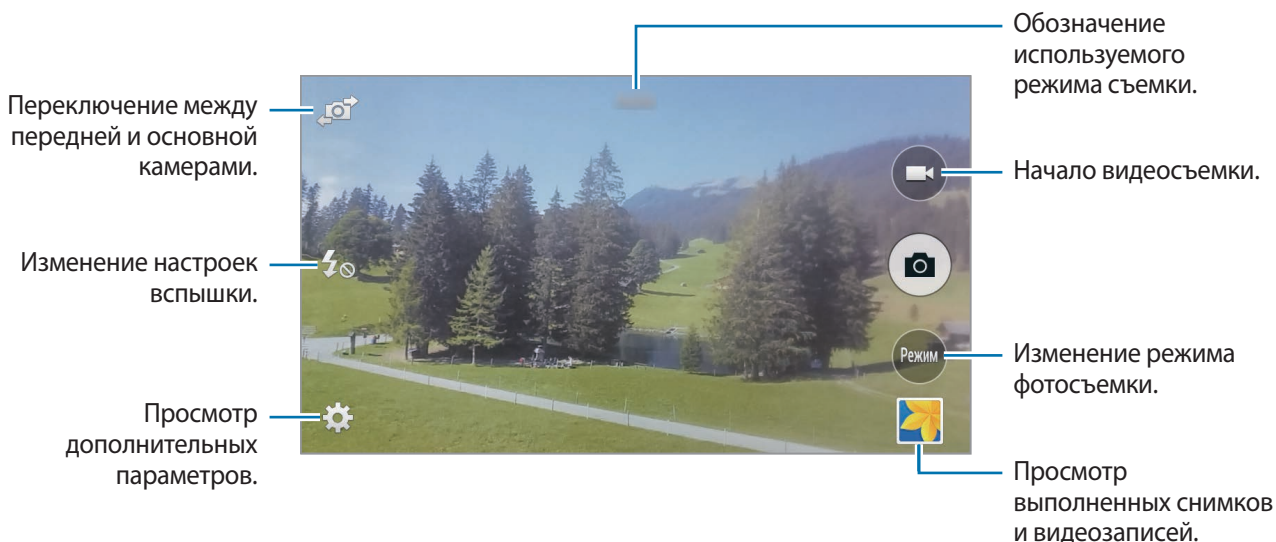 Обозначение
используемого
режима съемки.
Переключение между
передней и основной
камерами.
Начало видеосъемки.
Изменение настроек
вспышки.
Режим
Изменение режима
фотосъемки.
Просмотр
дополнительных
параметров.
Просмотр
выполненных снимков
и видеозаписей.